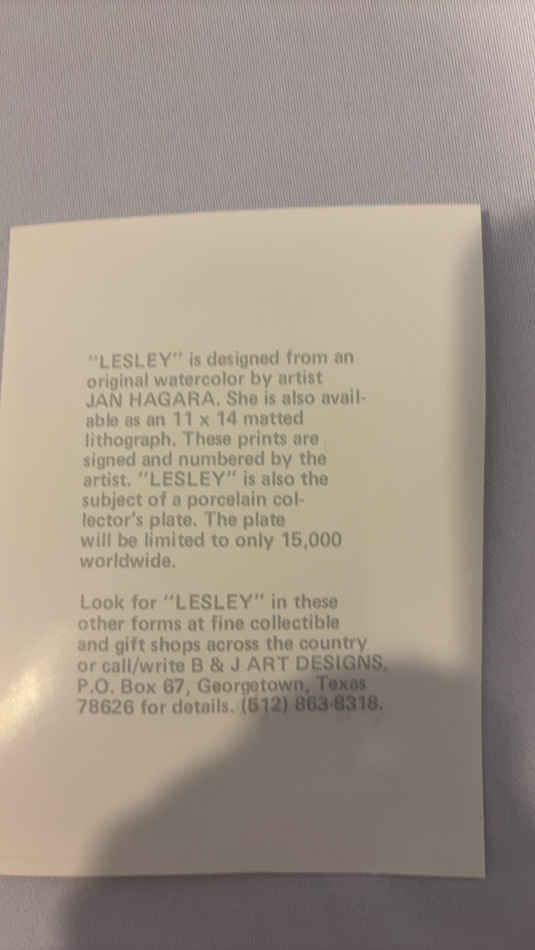 "LESLEY" is designed from an
original watercolor by artist
JAN HAGARA. She is also avail-
able as an 11 x 14 matted
lithograph. These prints are
signed and numbered by the
artist. "LESLEY" is also the
subject of a porcelain col-
lector's plate. The plate
will be limited to only 15,000
worldwide.

Look for "LESLEY" in these
other forms at fine collectible
and gift shops across the country
or call/write B & J ART DESIGNS,
P.O. Box 67, Georgetown, Texas
78626 for details. (512) 863-8318.